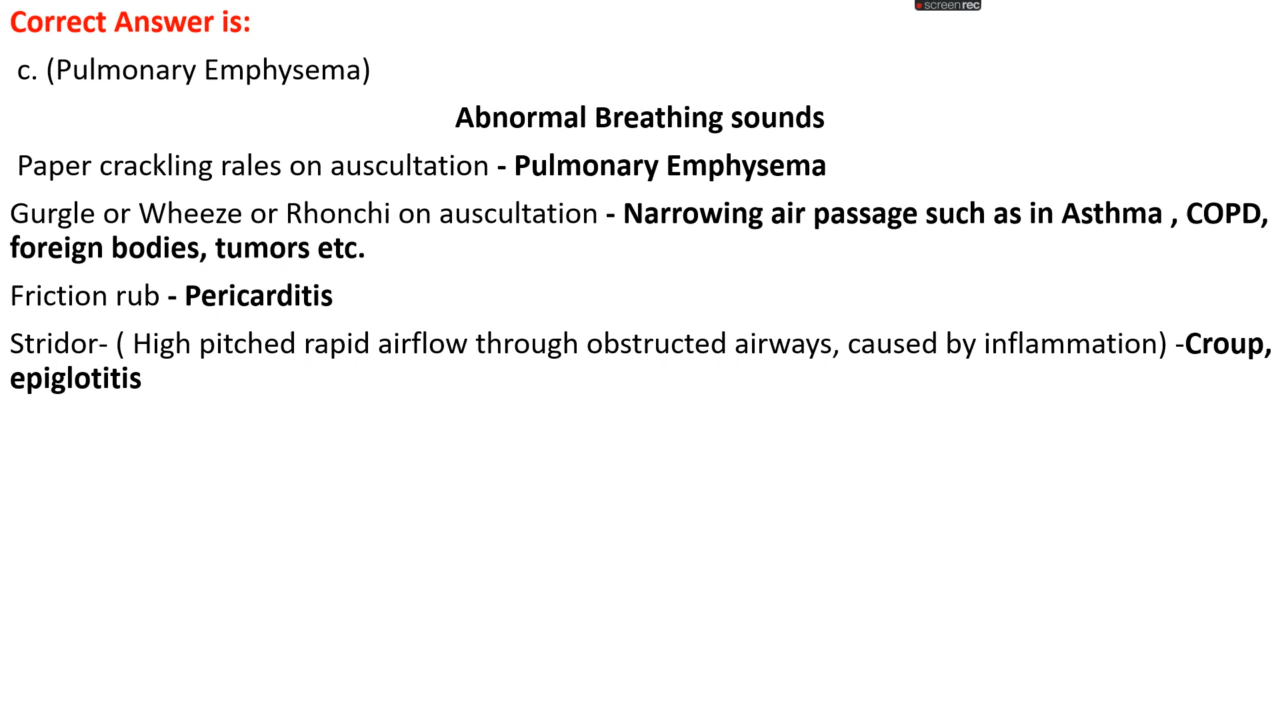 screenrec
Correct Answer is:
c. (Pulmonary Emphysema)
Abnormal Breathing sounds
Paper crackling rales on auscultation - Pulmonary Emphysema
Gurgle or Wheeze or Rhonchi on auscultation - Narrowing air passage such as in Asthma , COPD,
foreign bodies, tumors etc.
Friction rub - Pericarditis
Stridor- ( High pitched rapid airflow through obstructed airways, caused by inflammation) -Croup,
epiglotitis